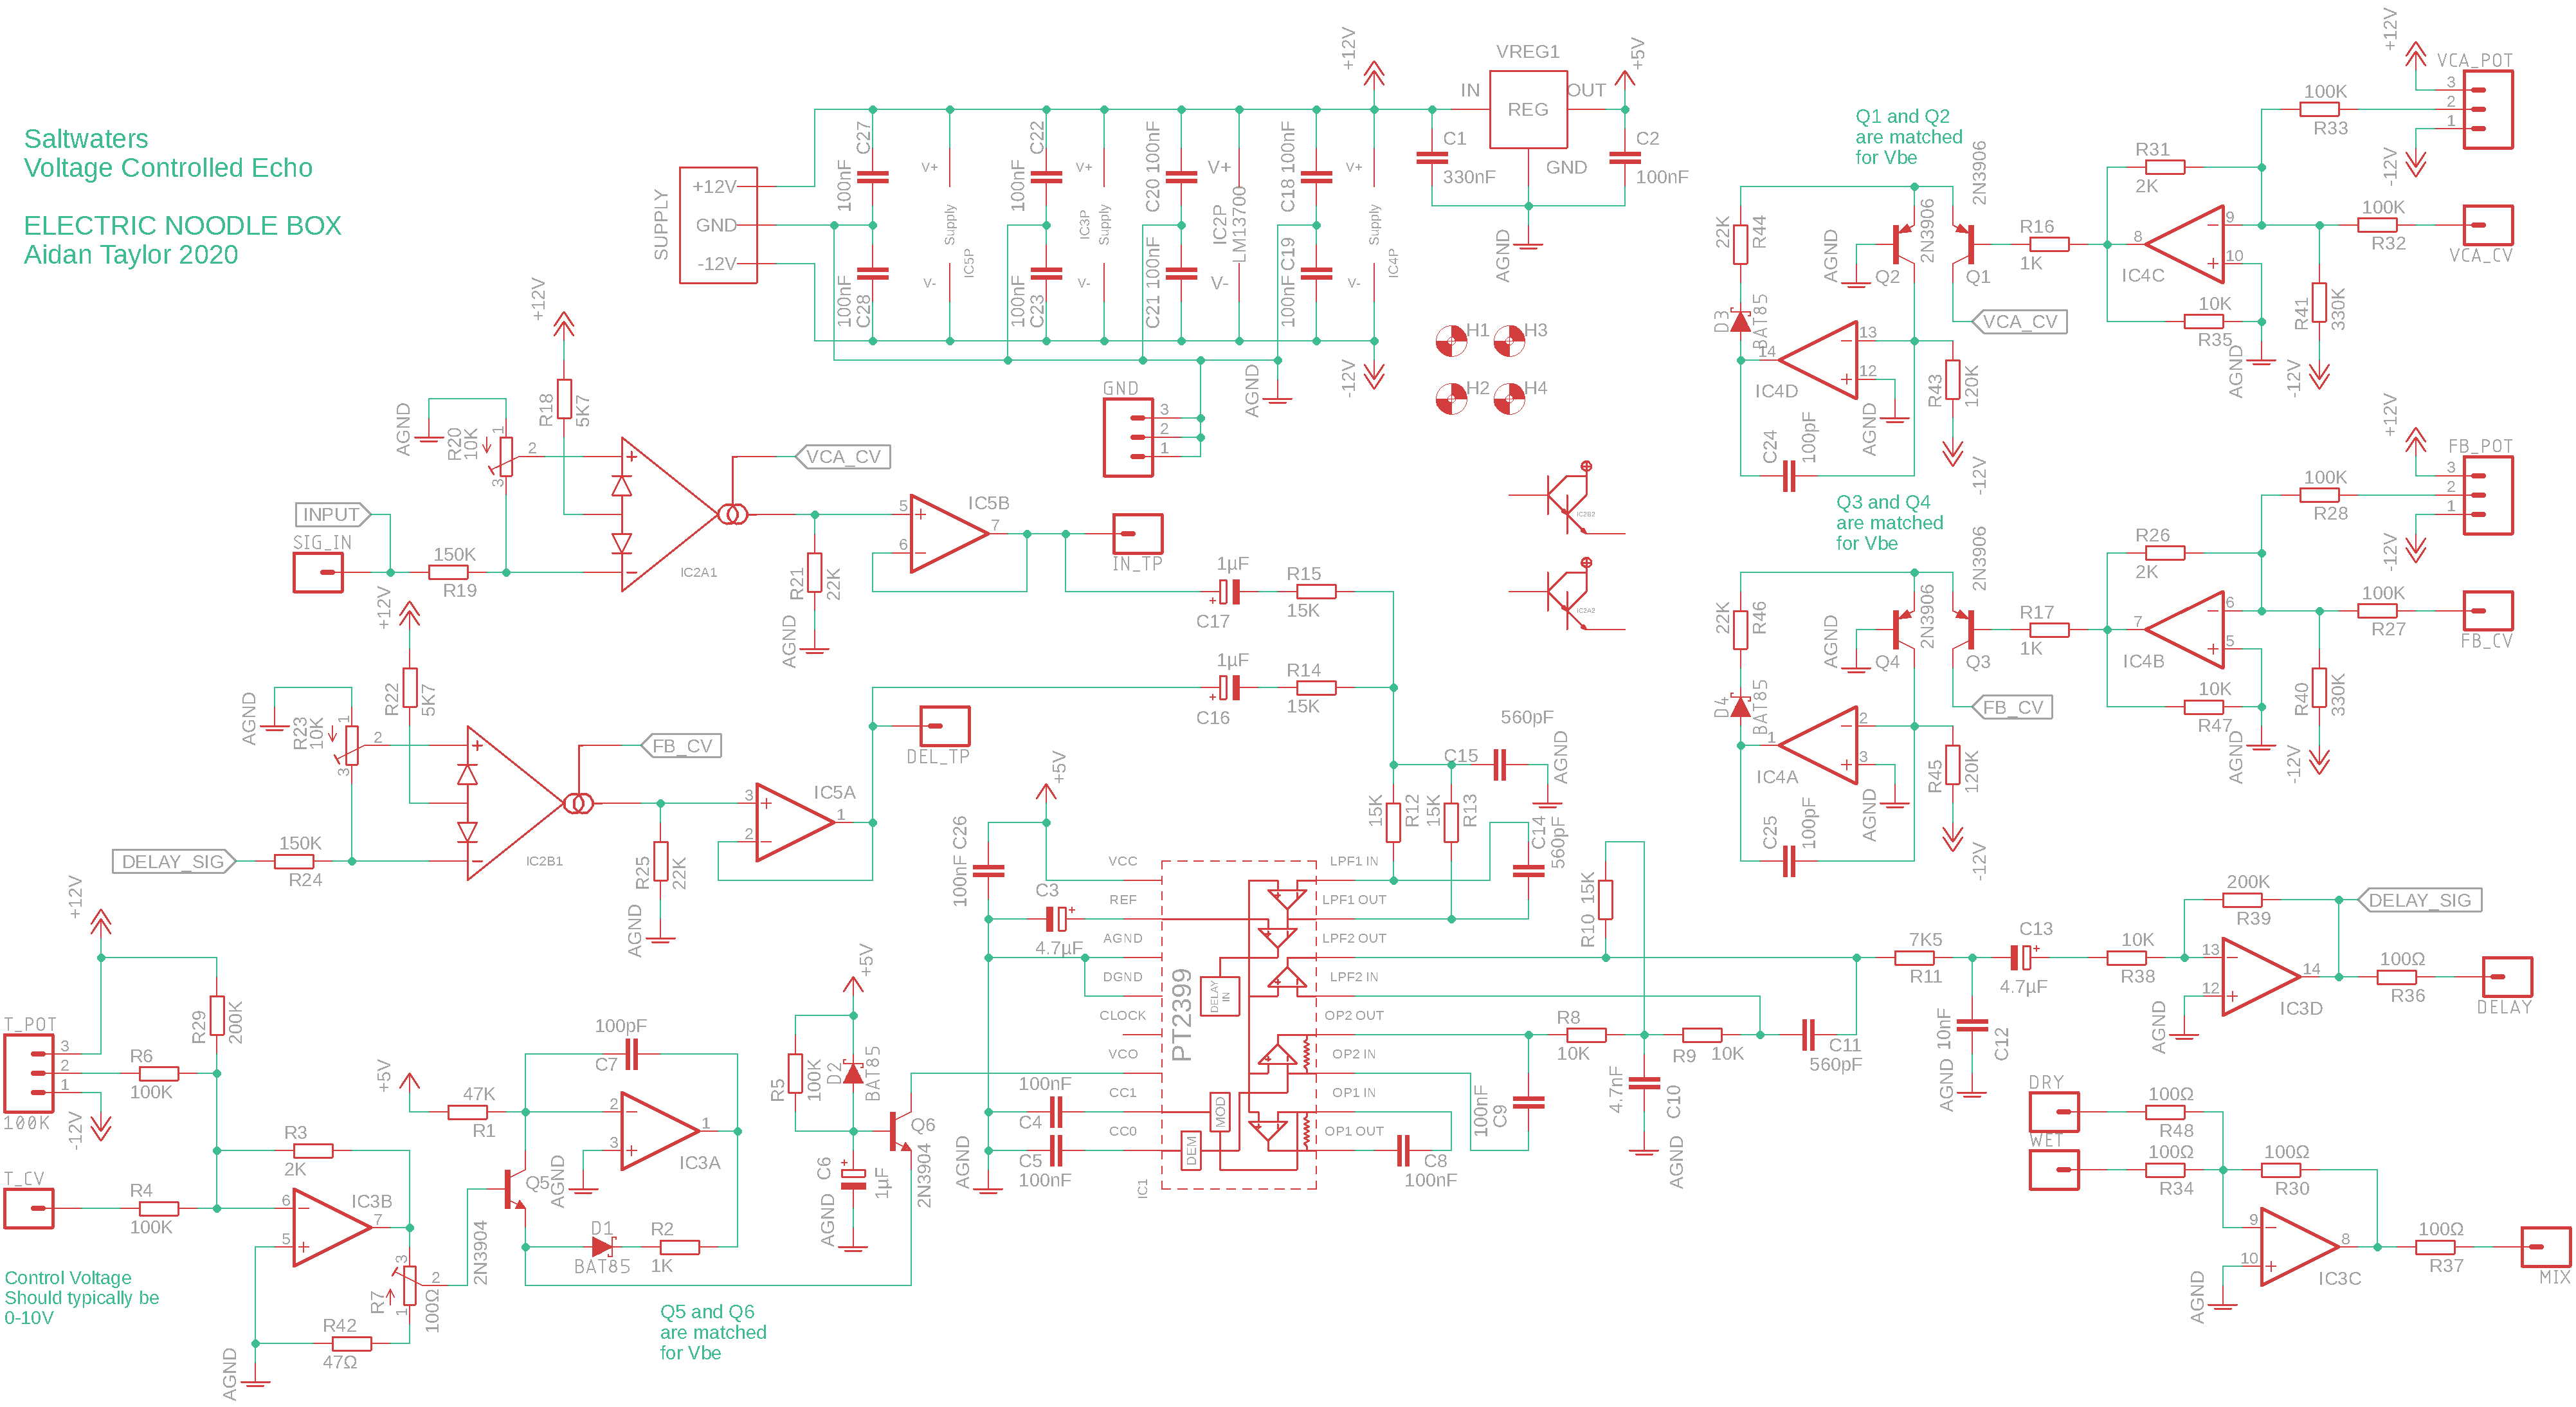 Saltwaters
Voltage Controlled Echo
ELECTRIC NOODLE BOX
Aidan Taylor 2020
SUPPLY
+12V
GND
-12V
C27
100nF
100nF
C28
V+
Supply
V-
IC5P
C22
100nF
100nF
C23
V+
IC3P
Supply
V-
C20 100nF
C21 100nF
V+
IC2P
LM13700
V-
C18 100nF
100nF C19
V+
Supply
V-
IC4P
+12V
-12V
AGND
GND
3
2
1
VREG1
IN
REG
OUT
GND
+5V
C1
330nF
C2
100nF
AGND
H1
H3
H2
H4
Q1 and Q2
are matched
for Vbe
22K
R44
D3
BAT85
AGND
Q2
2N3906
2N3906
Q1
R16
1K
VCA_CV
14
13
12
IC4D
AGND
R43
120K
-12V
C24
100pF
R31
2K
8
9
10
IC4C
10K
R35
AGND
100K
R33
100K
R32
R41
330K
-12V
+12V
VCA_POT
3
2
1
-12V
VCA_CV
Q3 and Q4
are matched
for Vbe
22K
R46
D4
BAT85
AGND
Q4
2N3906
2N3906
Q3
R17
1K
FB_CV
1
2
3
IC4A
AGND
R45
120K
-12V
C25
100pF
R26
2K
7
6
5
IC4B
10K
R47
AGND
100K
R28
100K
R27
R40
330K
-12V
+12V
FB_POT
3
2
1
-12V
FB_CV
+12V
R18
5K7
AGND
R20
10K
1
2
3
INPUT
SIG_IN
150K
R19
IC2A1
VCA_CV
R21
22K
AGND
5
6
7
IC5B
IN_TP
1µF
C17
R15
15K
IC2B2
IC2A2
+12V
R22
5K7
AGND
R23
10K
1
2
3
DELAY_SIG
150K
R24
IC2B1
FB_CV
R25
22K
AGND
3
2
1
IC5A
DEL_TP
1µF
C16
R14
15K
560pF
C15
AGND
15K
R12
15K
R13
C14
560pF
+5V
100nF C26
C3
4.7µF
VCC
REF
AGND
DGND
CLOCK
VCO
CC1
CC0
PT2399
IC1
DELAY
IN
MOD
DEM
LPF1 IN
LPF1 OUT
LPF2 OUT
LPF2 IN
OP2 OUT
OP2 IN
OP1 IN
OP1 OUT
100nF
C4
C5
100nF
AGND
R10 15K
R8
10K
R9
10K
C11
560pF
4.7nF
C10
AGND
100nF
C9
C8
100nF
7K5
R11
AGND 10nF
C12
C13
4.7µF
10K
R38
200K
R39
DELAY_SIG
13
12
14
IC3D
AGND
100Ω
R36
DELAY
DRY
100Ω
R48
WET
100Ω
R34
100Ω
R30
9
10
8
IC3C
AGND
100Ω
R37
MIX
+12V
T_POT
3
2
1
100K
-12V
R6
100K
R29
200K
T_CV
R4
100K
R3
2K
6
5
7
IC3B
R7
100Ω
3
2
1
R42
47Ω
AGND
Control Voltage
Should typically be
0-10V
+5V
47K
R1
100pF
C7
2
3
1
IC3A
AGND
Q5
2N3904
D1
BAT85
R2
1K
Q5 and Q6
are matched
for Vbe
+5V
R5
100K
D2
BAT85
C6
1µF
AGND
Q6
2N3904